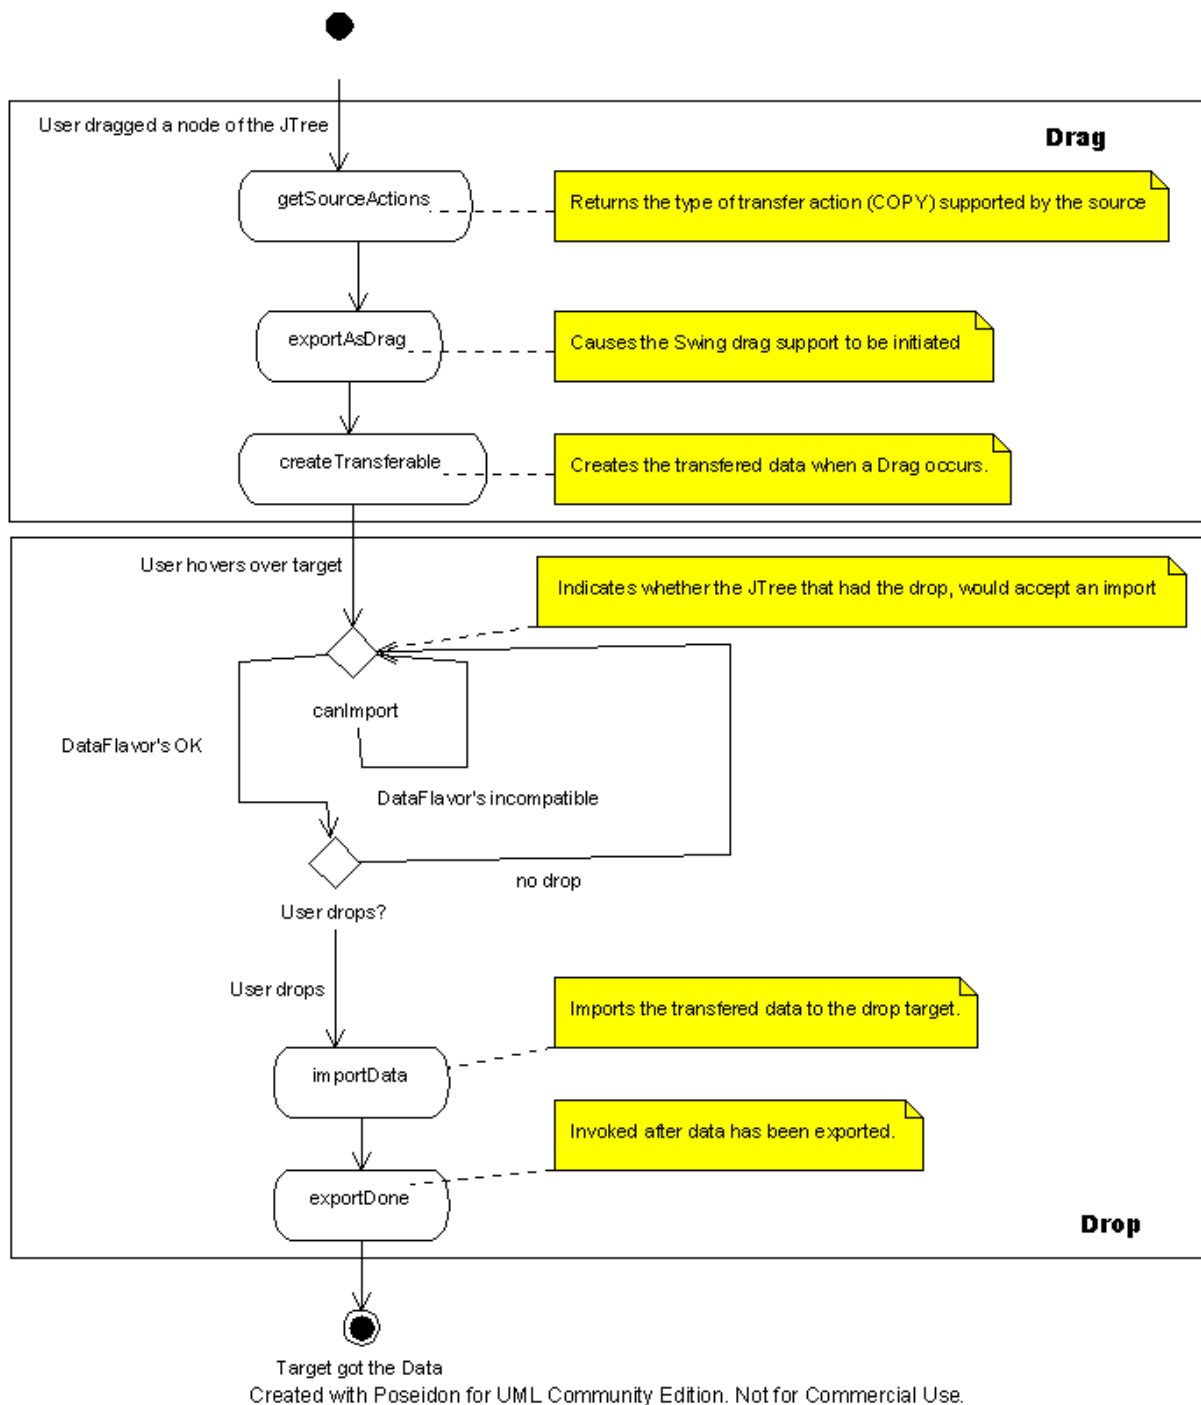 User dragged a node of the JTree
Drag
getSourceActions
Returns the type of transfer action (COPY) supported by the source
exportAsDrag
Causes the Swing drag support to be initiated
createTransferable
Creates the transfered data when a Drag occurs.
User hovers over target
Indicates whether the JTree that had the drop, would accept an import
canImport
DataFlavor's OK
DataFlavor's incompatible
no drop
User drops?
User drops
Imports the transfered data to the drop target.
importData
Invoked after data has been exported.
exportDone
Drop
Target got the Data
Created with Poseidon for UML Community Edition. Not for Commercial Use.